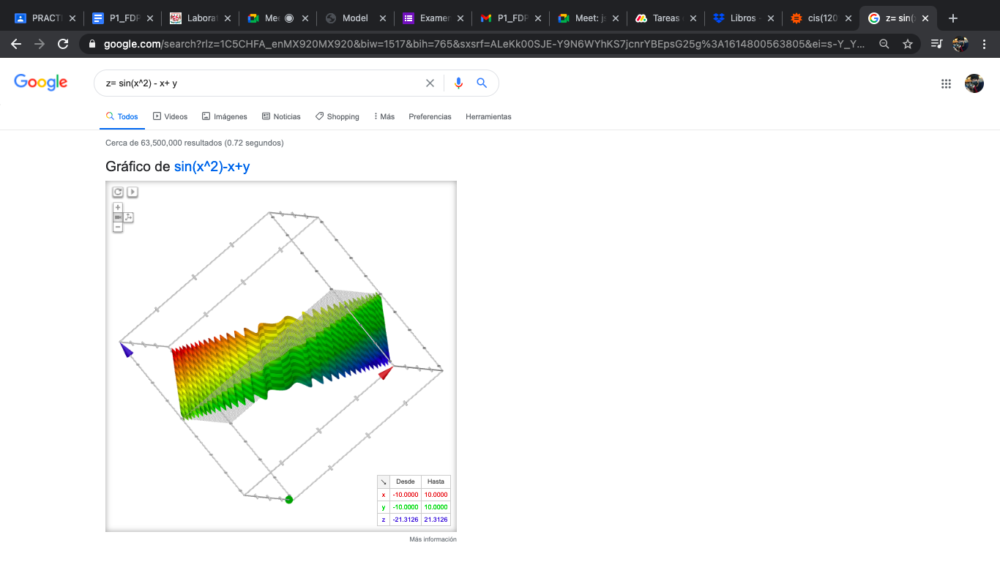 PRACTI
P1_FDP
Laborat
Mee
Model
Examen
P1_FDP
Meet: js
Tareas
Libros -
cis(120
z= sin(x
google.com/search?rlz=1C5CHFA_enMX920MX920&biw=1517&bih=765&sxsrf=ALeKk00SJE-Y9N6WYhKS7jcnrYBEpsG25g%3A1614800563805&ei=s-Y_Y...
Google
z= sin(x^2) - x+ y
Todos Videos Imágenes Noticias Shopping Más Preferencias Herramientas
Cerca de 63,500,000 resultados (0.72 segundos)
Gráfico de sin(x^2)-x+y
Desde Hasta
x -10.0000 10.0000
y -10.0000 10.0000
z -21.3126 21.3126
Más información